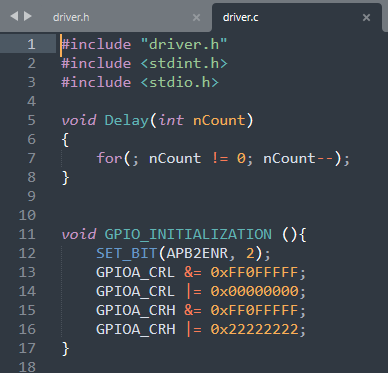 driver.h × driver.c ×
1 #include "driver.h"
2 #include <stdint.h>
3 #include <stdio.h>
4
5 void Delay(int nCount)
6 {
7 for(; nCount != 0; nCount--);
8 }
9
10
11 void GPIO_INITIALIZATION (){
12 SET_BIT(APB2ENR, 2);
13 GPIOA_CRL &= 0xFF0FFFFF;
14 GPIOA_CRL |= 0x00000000;
15 GPIOA_CRH &= 0xFF0FFFFF;
16 GPIOA_CRH |= 0x22222222;
17 }
18